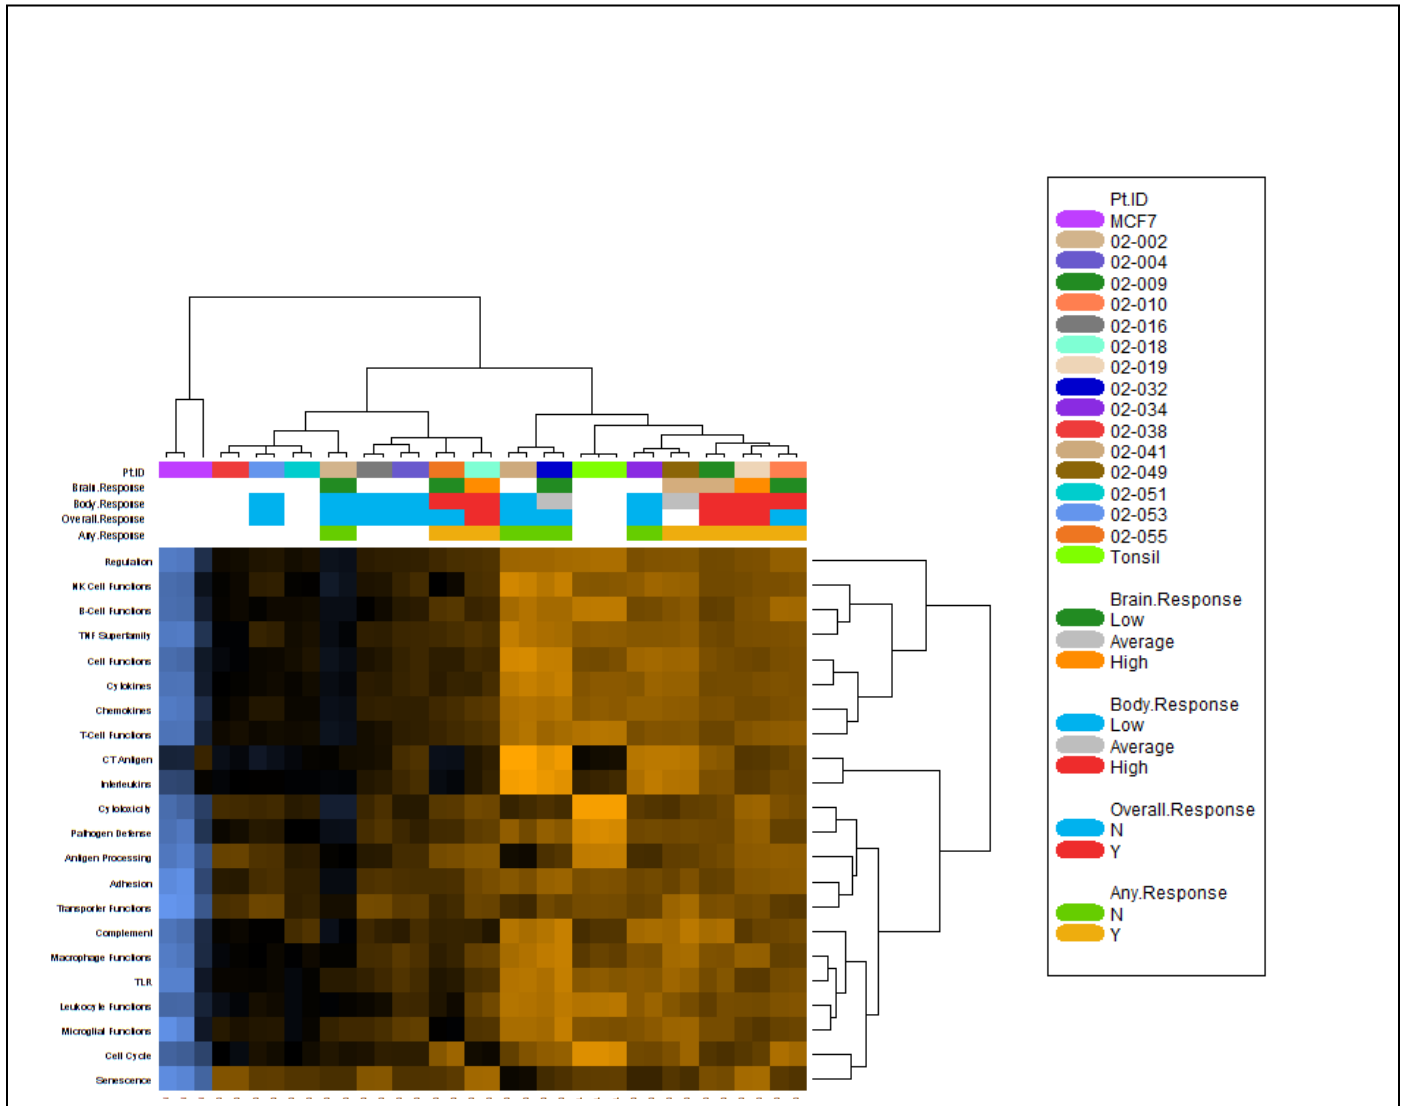 Pt.ID
MCF7
02-002
02-004
02-009
02-010
02-016
02-018
02-019
02-032
02-034
02-038
02-041
02-049
02-051
02-053
02-055
Tonsil
Brain.Response
Low
Average
High
Body.Response
Low
Average
High
Overall.Response
N
Y
Any.Response
N
Y
Pt.ID
Brain.Response
Body.Response
Overall.Response
Any.Response
Regulation
NK Cell Functions
B-Cell Functions
TNF Superfamily
Cell Functions
Cytokines
Chemokines
T-Cell Functions
CT Antigen
Interleukins
Cytotoxicity
Pathogen Defense
Antigen Processing
Adhesion
Transporter Functions
Complement
Macrophage Functions
TLR
Leukocyte Functions
Microglial Functions
Cell Cycle
Senescence